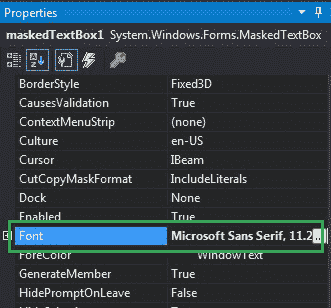 Properties
maskedTextBox1 System.Windows.Forms.MaskedTextBox
BorderStyle Fixed3D
CausesValidation True
ContextMenuStrip (none)
Culture en-US
Cursor IBeam
CutCopyMaskFormat IncludeLiterals
Dock None
Enabled True
Font Microsoft Sans Serif, 11.2...
ForeColor WindowText
GenerateMember True
HidePromptOnLeave False